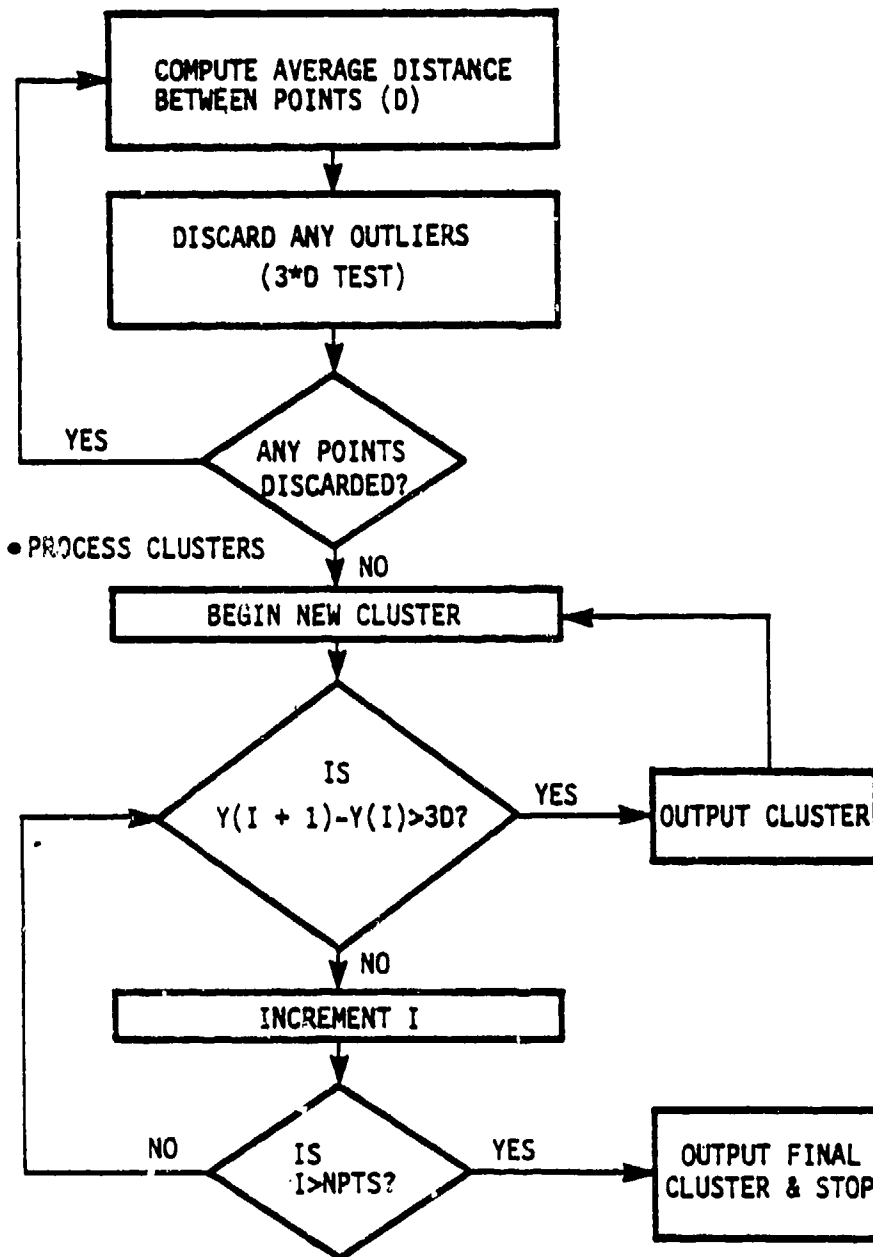 COMPUTE AVERAGE DISTANCE
BETWEEN POINTS (D)
DISCARD ANY OUTLIERS
(3*D TEST)
YES
ANY POINTS
DISCARDED?
• PROCESS CLUSTERS
NO
BEGIN NEW CLUSTER
IS
Y(I + 1)-Y(I)>3D?
YES
OUTPUT CLUSTER
NO
INCREMENT I
NO
IS
I>NPTS?
YES
OUTPUT FINAL
CLUSTER & STOP